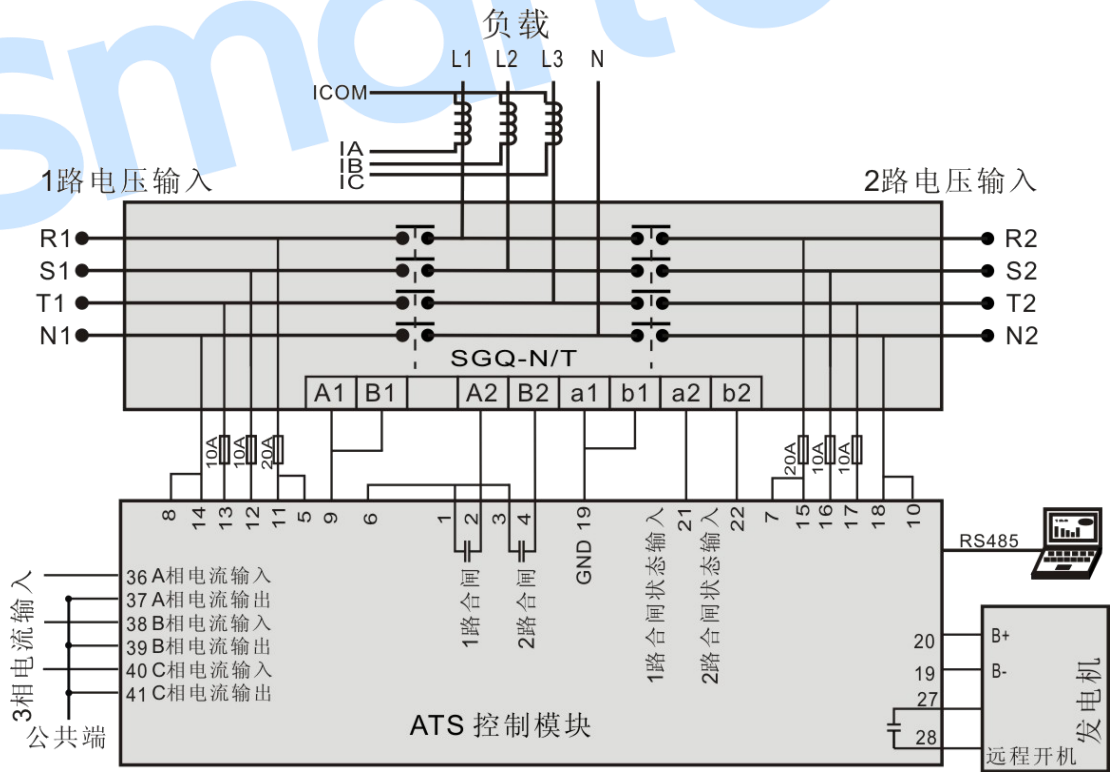 smart
负载
L1 L2 L3 N
ICOM
IA
IB
IC
1路电压输入
2路电压输入
R1
R2
S1
S2
T1
T2
N1
N2
SGQ-N/T
A1 B1 A2 B2 a1 b1 a2 b2
10A 10A 20A
20A 10A 10A
8 14 13 12 11 5 9 6 1 2 3 4 GND 19 21 22 7 15 16 17 18 10
1路合闸
2路合闸
1路合闸状态输入
2路合闸状态输入
RS485
3相电流输入
36 A相电流输入
37 A相电流输出
38 B相电流输入
39 B相电流输出
40 C相电流输入
41 C相电流输出
公共端
ATS 控制模块
20 B+
19 B-
27
28
远程开机
发电机